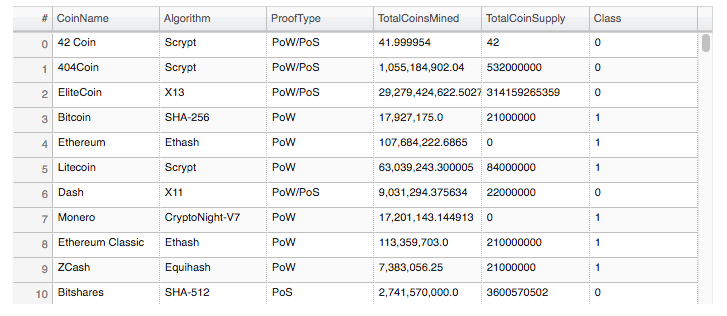 # CoinName Algorithm ProofType TotalCoinsMined TotalCoinSupply Class
0 42 Coin Scrypt PoW/PoS 41.999954 42 0
1 404Coin Scrypt PoW/PoS 1,055,184,902.04 532000000 0
2 EliteCoin X13 PoW/PoS 29,279,424,622.5027 314159265359 0
3 Bitcoin SHA-256 PoW 17,927,175.0 21000000 1
4 Ethereum Ethash PoW 107,684,222.6865 0 1
5 Litecoin Scrypt PoW 63,039,243.300005 84000000 1
6 Dash X11 PoW/PoS 9,031,294.375634 22000000 0
7 Monero CryptoNight-V7 PoW 17,201,143.144913 0 1
8 Ethereum Classic Ethash PoW 113,359,703.0 210000000 1
9 ZCash Equihash PoW 7,383,056.25 21000000 1
10 Bitshares SHA-512 PoS 2,741,570,000.0 3600570502 0